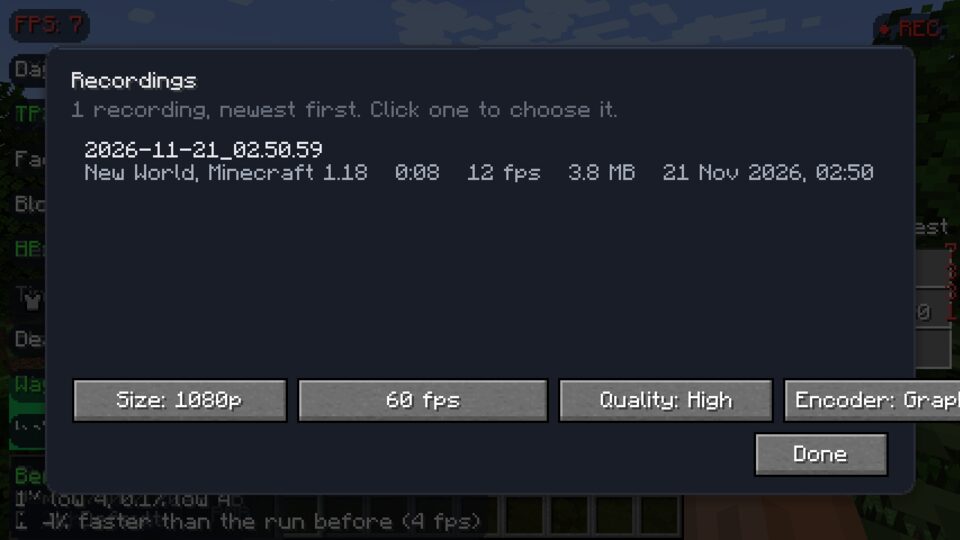 FPS: 7
REC
Recordings
1 recording, newest first. Click one to choose it.
2026-11-21_02.50.59
New World, Minecraft 1.18 0:08 12 fps 3.8 MB 21 Nov 2026, 02:50
Size: 1080p 60 fps Quality: High Encoder: Grap
Done
faster than the run before (4 fps)